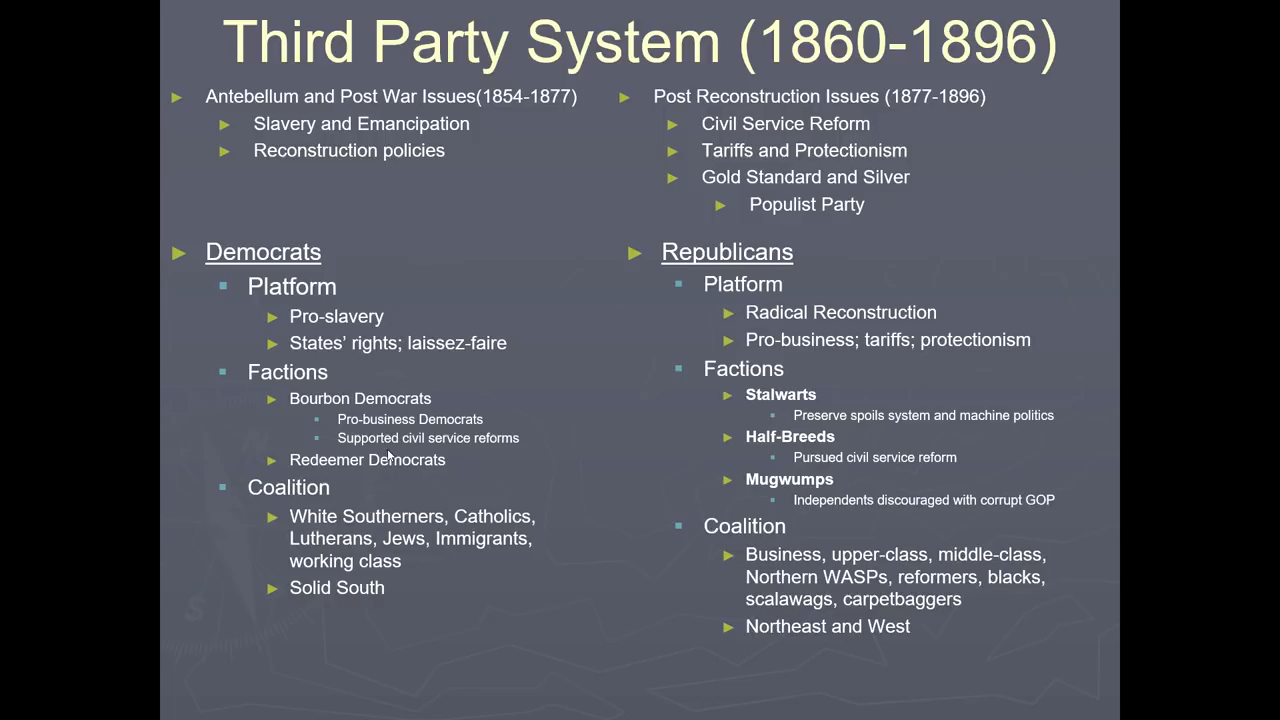 Third Party System (1860-1896)
Antebellum and Post War Issues(1854-1877)
Slavery and Emancipation
Reconstruction policies
Post Reconstruction Issues (1877-1896)
Civil Service Reform
Tariffs and Protectionism
Gold Standard and Silver
Populist Party
Democrats
Platform
Pro-slavery
States’ rights; laissez-faire
Factions
Bourbon Democrats
Pro-business Democrats
Supported civil service reforms
Redeemer Democrats
Coalition
White Southerners, Catholics,
Lutherans, Jews, Immigrants,
working class
Solid South
Republicans
Platform
Radical Reconstruction
Pro-business; tariffs; protectionism
Factions
Stalwarts
Preserve spoils system and machine politics
Half-Breeds
Pursued civil service reform
Mugwumps
Independents discouraged with corrupt GOP
Coalition
Business, upper-class, middle-class,
Northern WASPs, reformers, blacks,
scalawags, carpetbaggers
Northeast and West
N
S